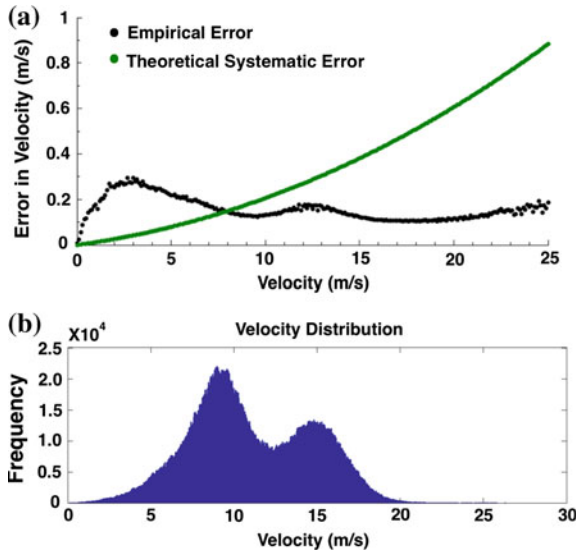 (a)
1
0.8
0.6
0.4
0.2
0
Error in Velocity (m/s)
Empirical Error
Theoretical Systematic Error
0 5 10 15 20 25
Velocity (m/s)
(b)
X10^4
Velocity Distribution
2.5
2.0
1.5
1.0
0.5
0
Frequency
0 5 10 15 20 25 30
Velocity (m/s)